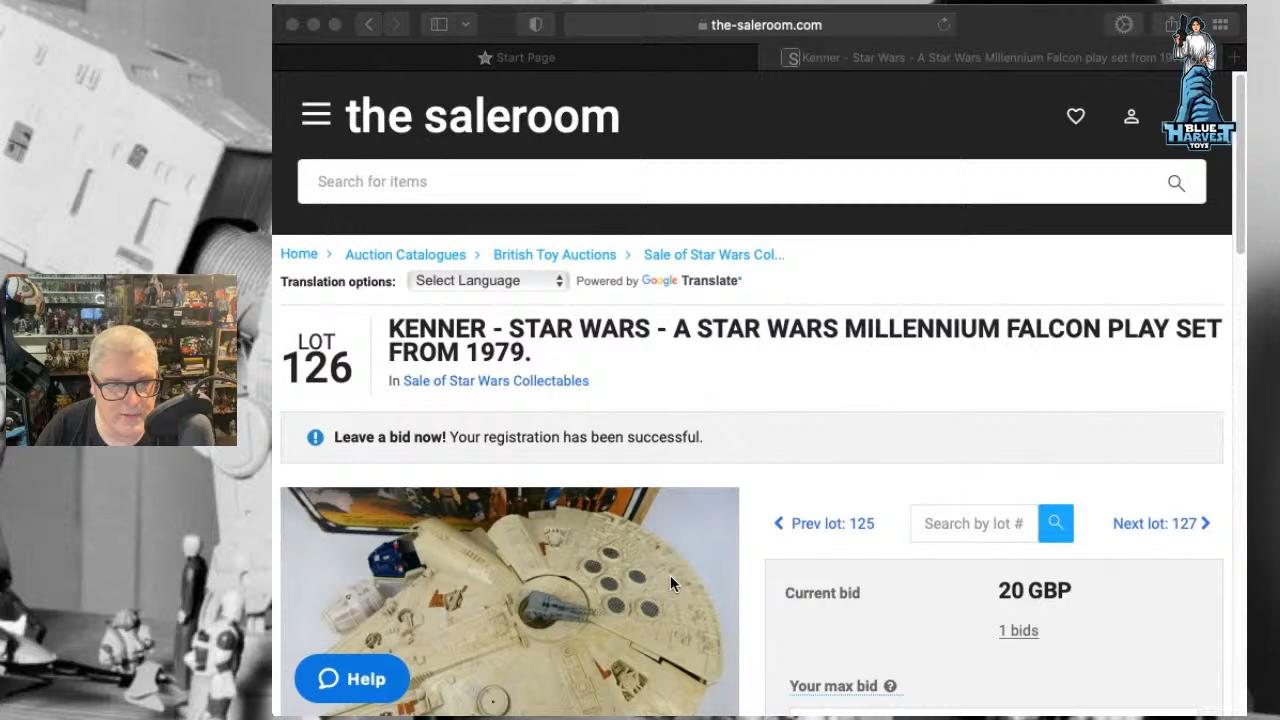 the-saleroom.com
Start Page
S Kenner - Star Wars - A Star Wars Millennium Falcon play set from
the saleroom
BLUE
HARVEST
TOYS
Search for items
Home > Auction Catalogues > British Toy Auctions > Sale of Star Wars Col...
Translation options: Select Language Powered by Google Translate
LOT
126
KENNER - STAR WARS - A STAR WARS MILLENNIUM FALCON PLAY SET
FROM 1979.
In Sale of Star Wars Collectables
Leave a bid now! Your registration has been successful.
Prev lot: 125
Search by lot #
Next lot: 127
Current bid
20 GBP
1 bids
Your max bid ?
Help